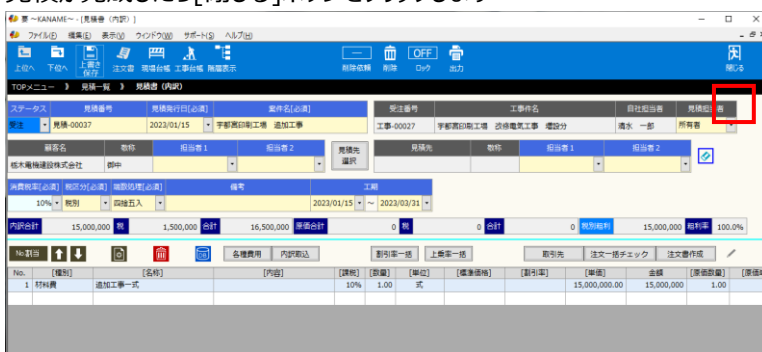 見積が完成したら[閉じる]ボタンをクリックします
要 ～KANAME～ - [見積書（内訳）]
ファイル(F) 編集(E) 表示(V) ウィンドウ(W) サポート(S) ヘルプ(H)
上位へ 下位へ 上書き保存 注文書 現場台帳 工事台帳 階層表示 削除依頼 削除 OFF ロック 出力 閉じる
TOPメニュー 》 見積一覧 》 見積書 (内訳)
ステータス 見積番号 見積発行日[必須] 案件名[必須] 受注番号 工事名 自社担当者 見積担当者
受注 見積-00037 2022/01/15 宇都宮印刷工場 追加工事 工事-00027 宇都宮印刷工場 改修電気工事 増設分 清水 一郎 所有者
顧客名 敬称 担当者1 担当者2 見積先選択 見積先 敬称 担当者1 担当者2
栃木電機建設株式会社 御中
消費税率[必須] 税区分[必須] 端数処理[必須] 備考 工期
10% 税別 四捨五入 2023/01/15 ～ 2023/03/31
内訳合計 15,000,000 税 1,500,000 合計 16,500,000 原価合計 0 税 0 合計 0 税別粗利 15,000,000 粗利率 100.0%
No.割当 各種費用 内訳取込 割引率一括 上乗率一括 取引先 注文一括チェック 注文書作成
No. [種別] [名称] [内容] [課税] [数量] [単位] [標準価格] [割引率] [単価] 金額 [原価数量]
1 材料費 追加工事一式 10% 1.00 式 15,000,000.00 15,000,000 1.00